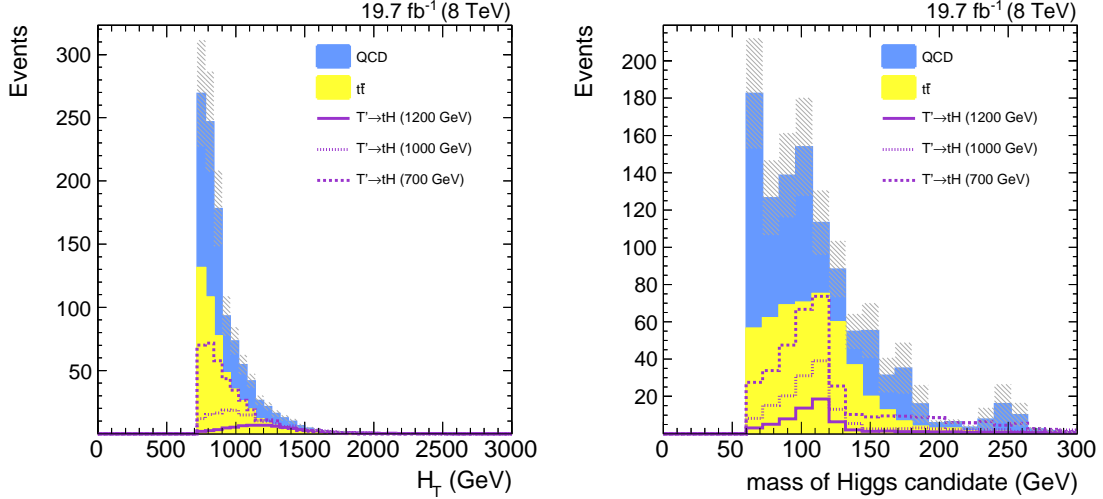 19.7 fb⁻¹ (8 TeV)
Events
300
250
200
150
100
50
QCD
tt̄
T'→tH (1200 GeV)
T'→tH (1000 GeV)
T'→tH (700 GeV)
0 500 1000 1500 2000 2500 3000
H_T (GeV)
19.7 fb⁻¹ (8 TeV)
Events
200
180
160
140
120
100
80
60
40
20
0
QCD
tt̄
T'→tH (1200 GeV)
T'→tH (1000 GeV)
T'→tH (700 GeV)
0 50 100 150 200 250 300
mass of Higgs candidate (GeV)